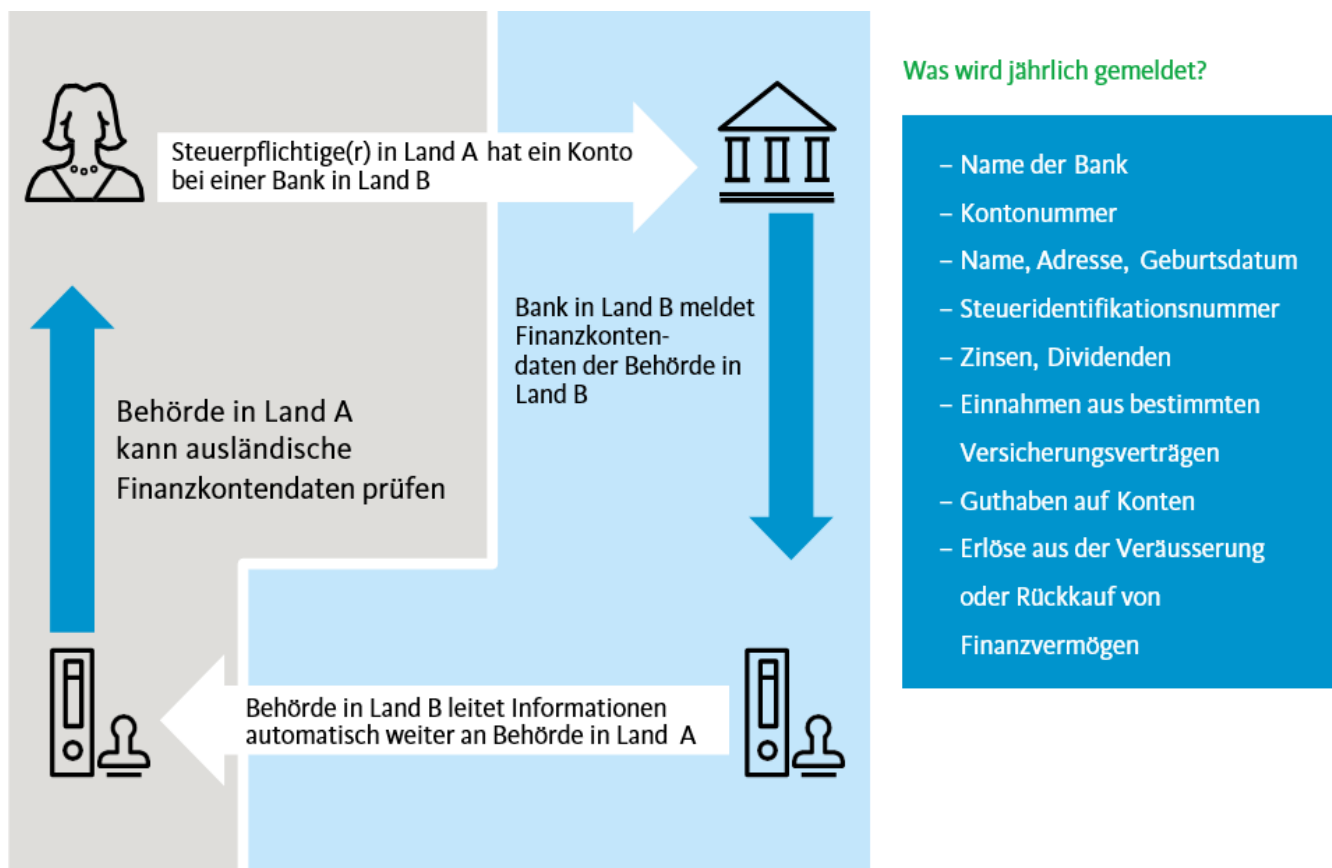 Steuerpflichtige(r) in Land A hat ein Konto
bei einer Bank in Land B
Bank in Land B meldet
Finanzkonten-
daten der Behörde in
Land B
Behörde in Land B leitet Informationen
automatisch weiter an Behörde in Land A
Behörde in Land A
kann ausländische
Finanzkontendaten prüfen
Was wird jährlich gemeldet?
– Name der Bank
– Kontonummer
– Name, Adresse, Geburtsdatum
– Steueridentifikationsnummer
– Zinsen, Dividenden
– Einnahmen aus bestimmten
Versicherungsverträgen
– Guthaben auf Konten
– Erlöse aus der Veräusserung
oder Rückkauf von
Finanzvermögen